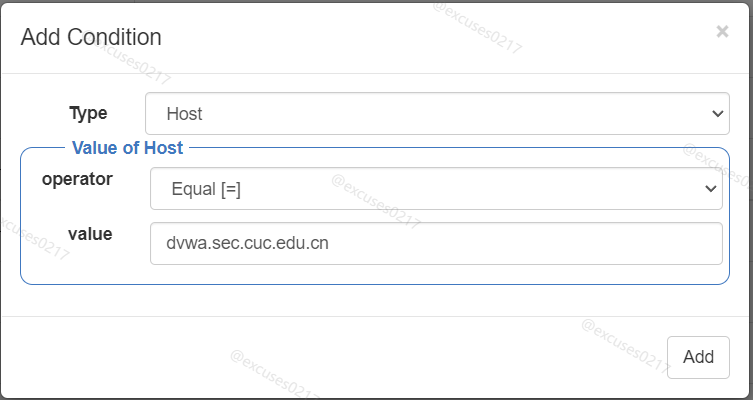 Add Condition
×
Type Host
Value of Host
operator Equal [=]
value dvwa.sec.cuc.edu.cn
Add
@excuses0217
@excuses0217
@excuses0217
@excuses0217
@excuses0217
@excuses0217
@excuses0217